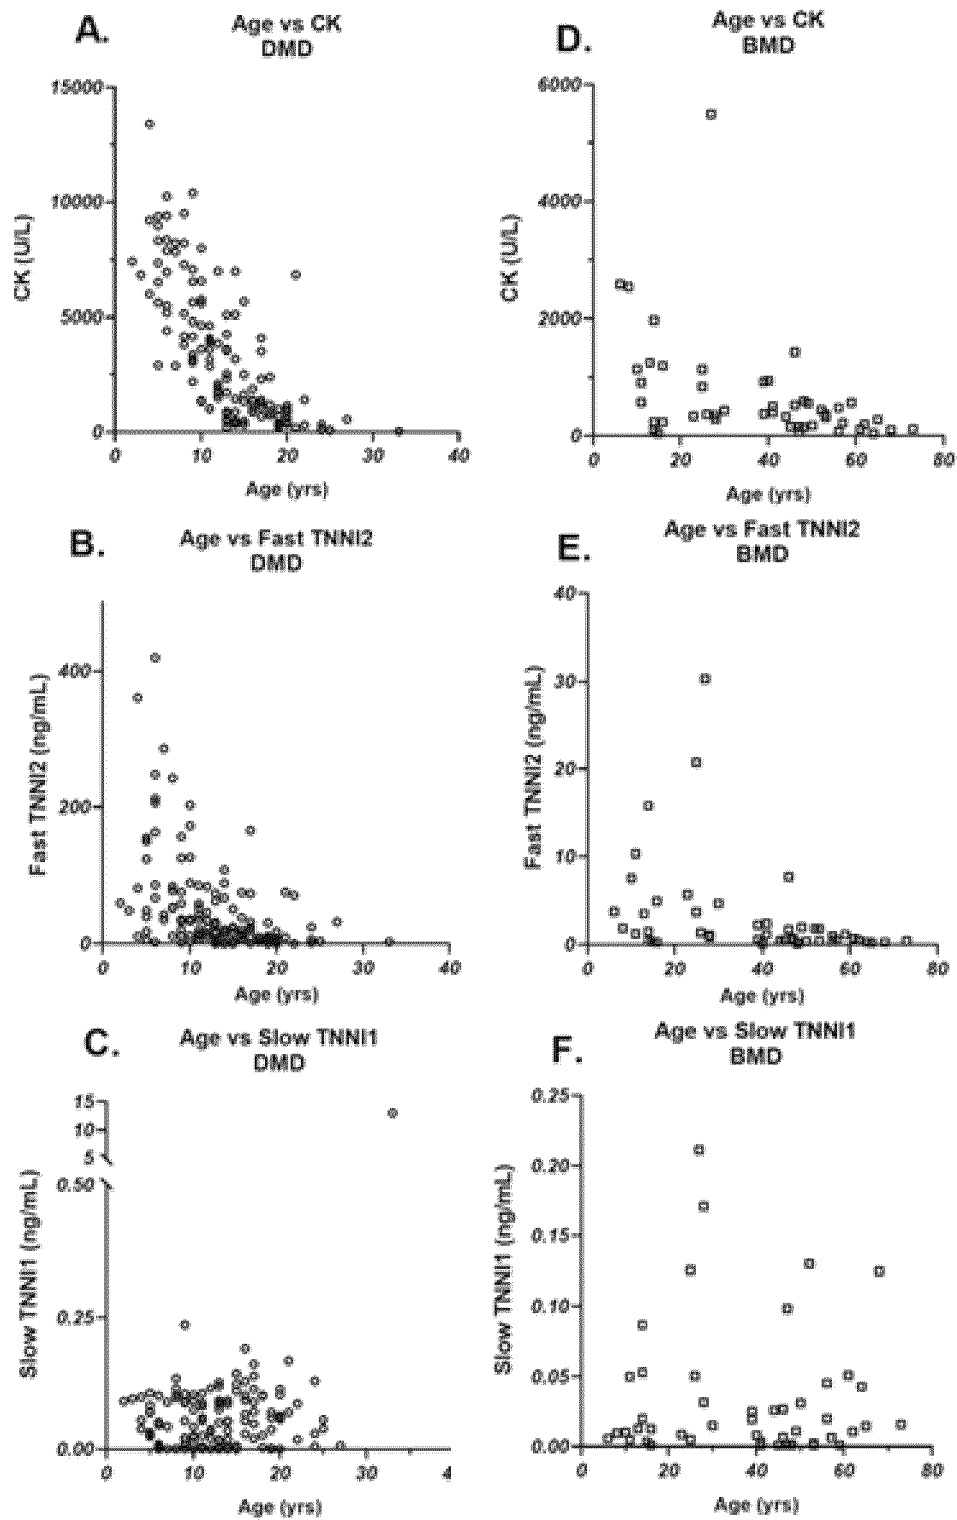 A.
Age vs CK
DMD
15000
10000
5000
0
CK (U/L)
0 10 20 30 40
Age (yrs)
D.
Age vs CK
BMD
6000
4000
2000
0
CK (U/L)
0 20 40 60 80
Age (yrs)
B.
Age vs Fast TNNI2
DMD
400
200
0
Fast TNNI2 (ng/mL)
0 10 20 30 40
Age (yrs)
E.
Age vs Fast TNNI2
BMD
40
30
20
10
0
Fast TNNI2 (ng/mL)
0 20 40 60 80
Age (yrs)
C.
Age vs Slow TNNI1
DMD
15
10
5
0.50
0.25
0.00
Slow TNNI1 (ng/mL)
0 10 20 30 4
Age (yrs)
F.
Age vs Slow TNNI1
BMD
0.25
0.20
0.15
0.10
0.05
0.00
Slow TNNI1 (ng/mL)
0 20 40 60 80
Age (yrs)